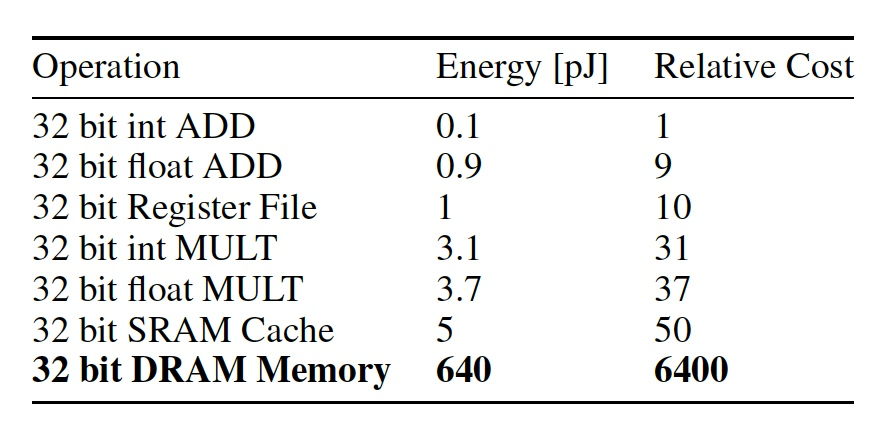 Operation Energy [pJ] Relative Cost
32 bit int ADD 0.1 1
32 bit float ADD 0.9 9
32 bit Register File 1 10
32 bit int MULT 3.1 31
32 bit float MULT 3.7 37
32 bit SRAM Cache 5 50
32 bit DRAM Memory 640 6400